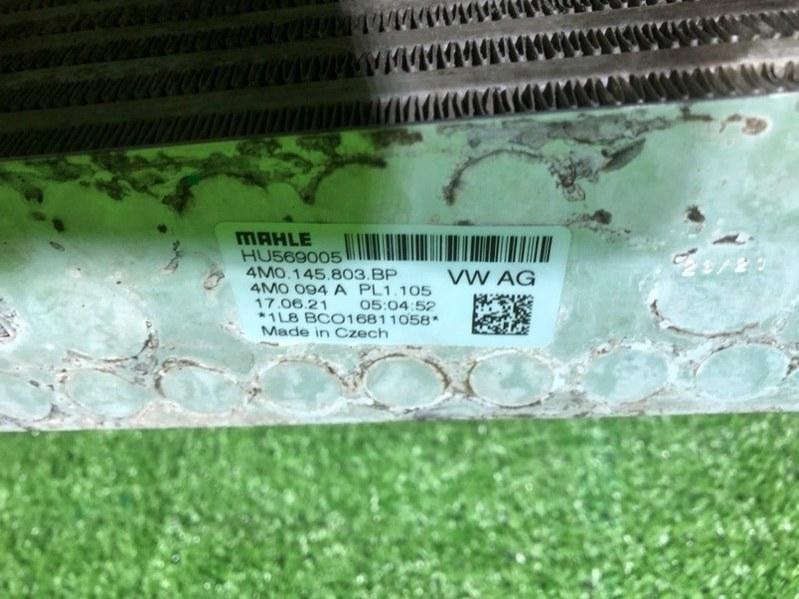 MAHLE
HU569005
4M0.145.803.BP VW AG
4M0 094 A PL1.105
17.06.21 05:04:52
*1L8 BCO16811058*
Made in Czech